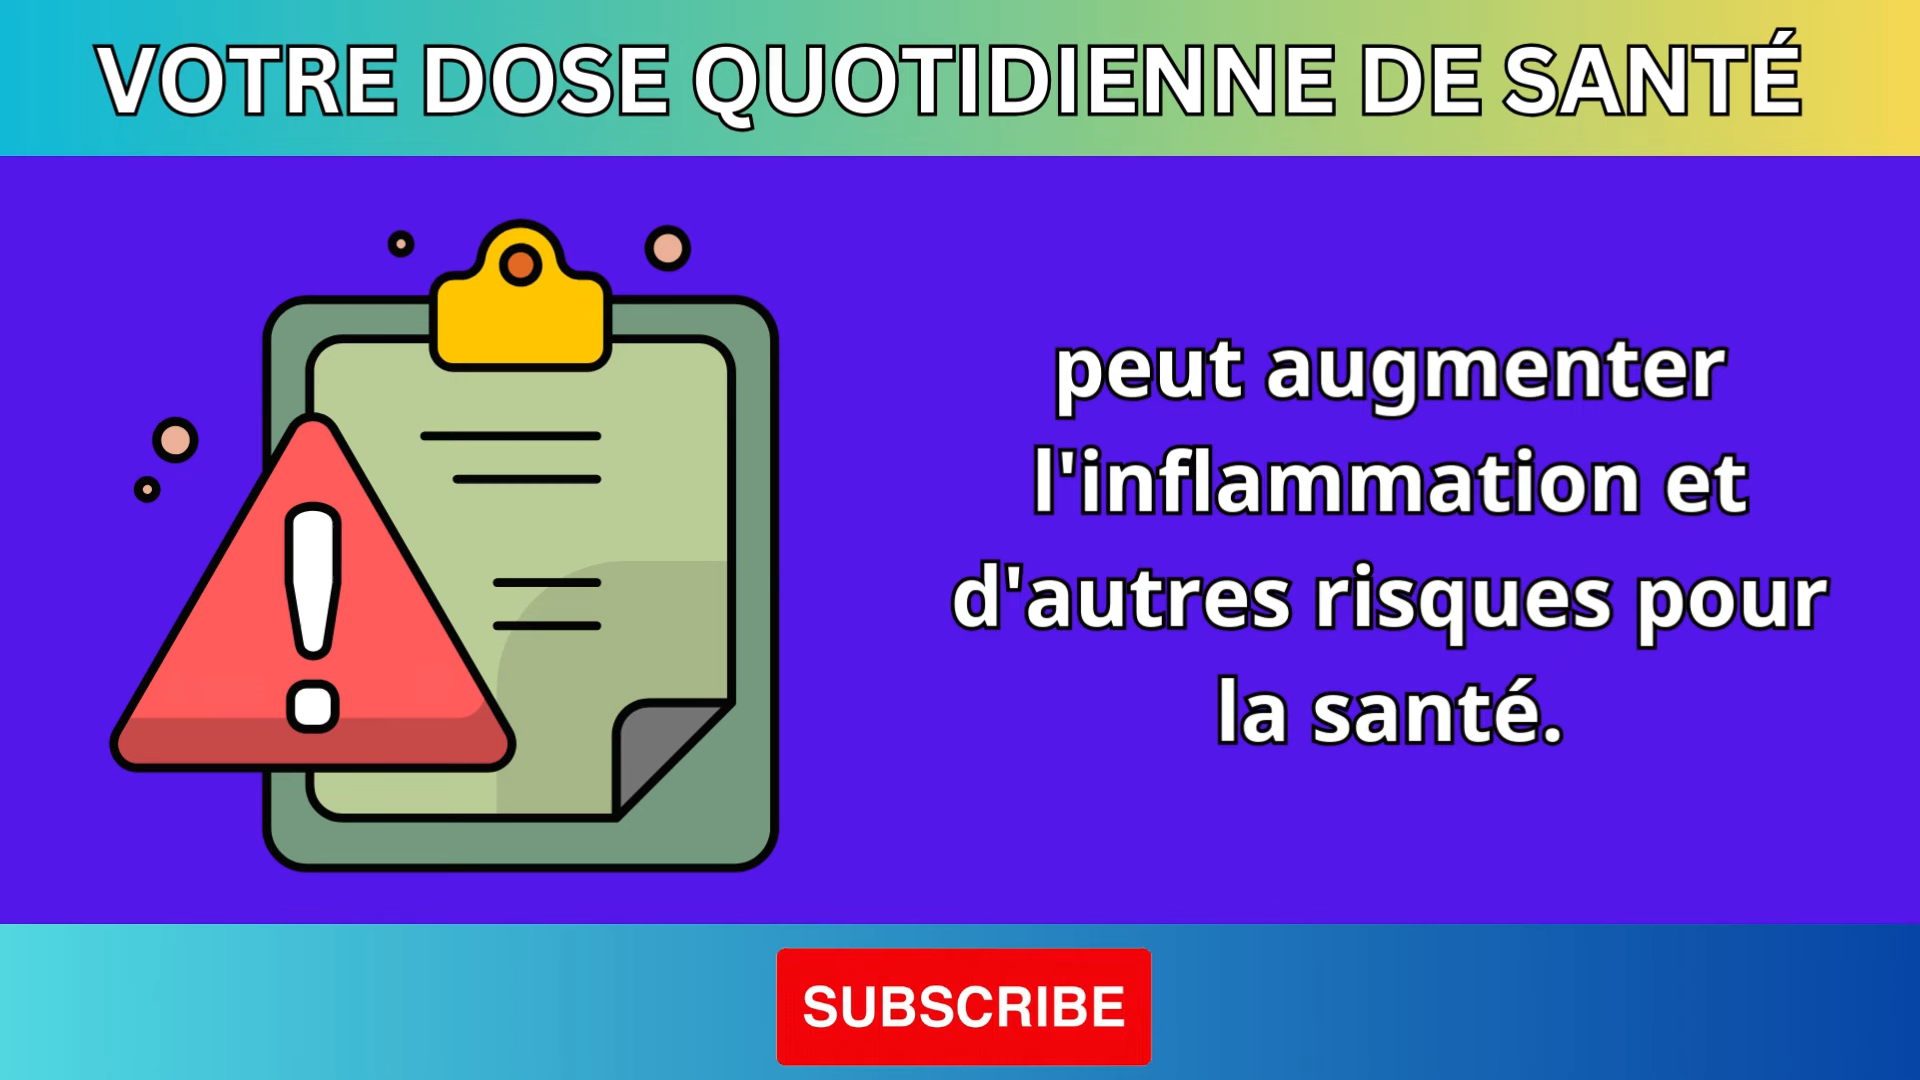 VOTRE DOSE QUOTIDIENNE DE SANTÉ
peut augmenter
l'inflammation et
d'autres risques pour
la santé.
SUBSCRIBE